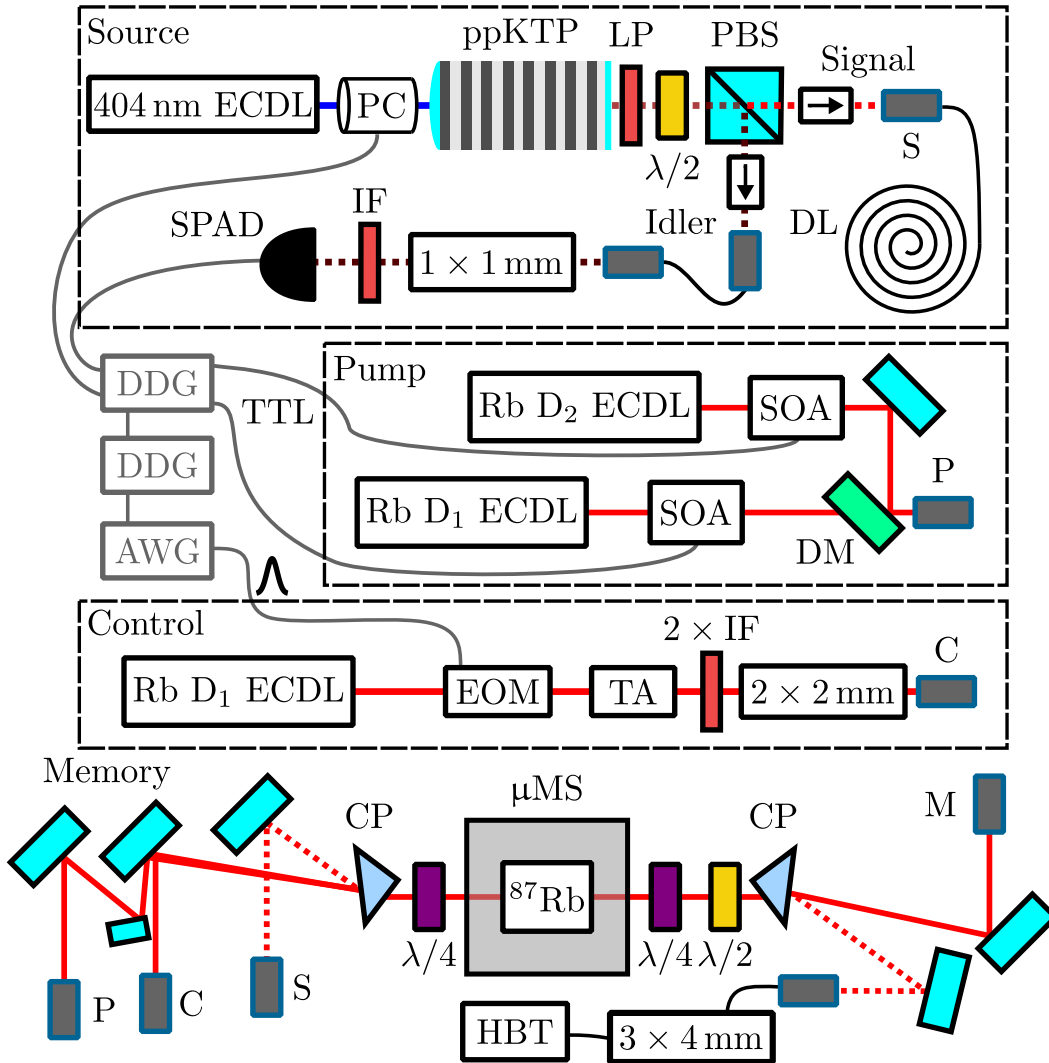 Source
ppKTP
LP
PBS
Signal
404 nm ECDL
PC
λ/2
S
IF
SPAD
Idler
DL
1 × 1 mm
DDG
TTL
DDG
AWG
Pump
Rb D₂ ECDL
SOA
P
Rb D₁ ECDL
SOA
DM
Control
2 × IF
C
Rb D₁ ECDL
EOM
TA
2 × 2 mm
Memory
μMS
CP
CP
M
⁸⁷Rb
λ/4
λ/4
λ/2
P
C
S
HBT
3 × 4 mm